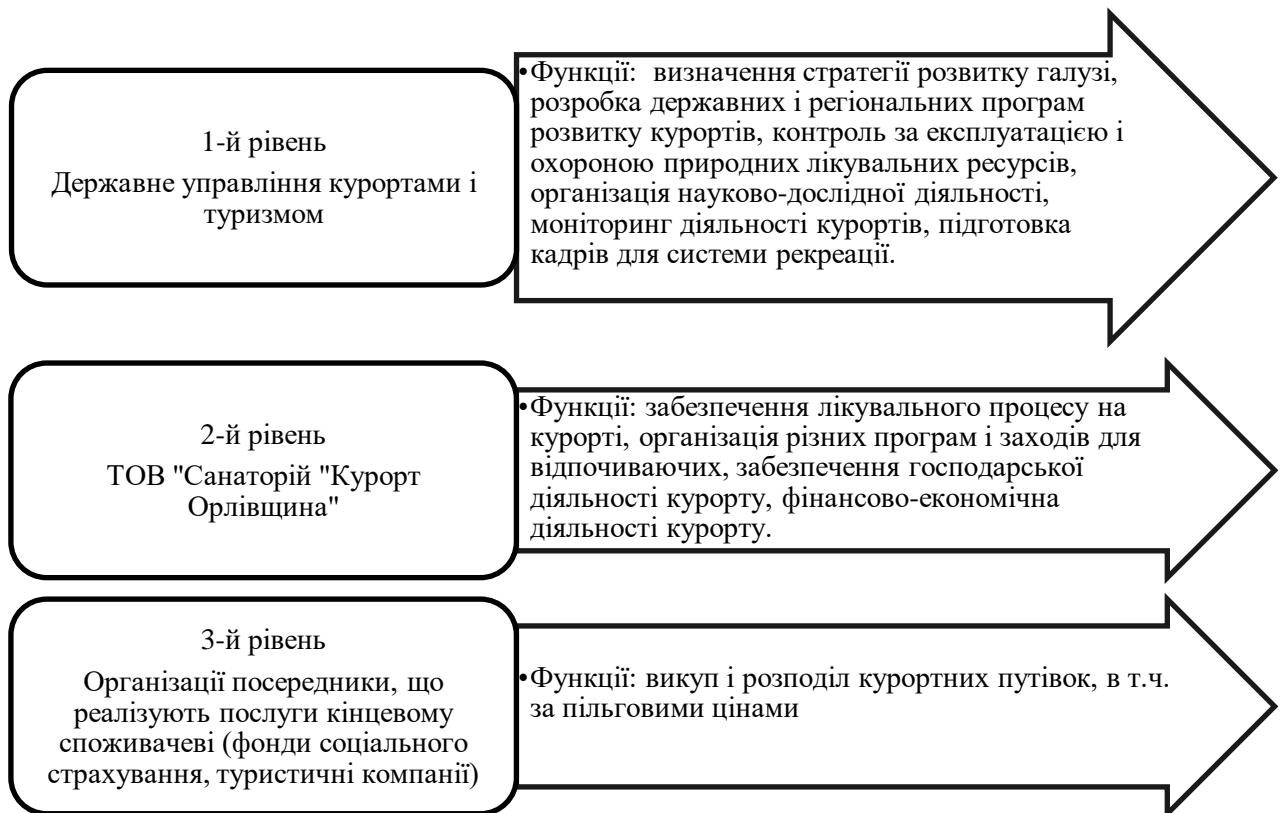 1-й рівень
Державне управління курортами і
туризмом
•Функції:  визначення стратегії розвитку галузі,
розробка державних і регіональних програм
розвитку курортів, контроль за експлуатацією і
охороною природних лікувальних ресурсів,
організація науково-дослідної діяльності,
моніторинг діяльності курортів, підготовка
кадрів для системи рекреації.
2-й рівень
ТОВ "Санаторій "Курорт
Орлівщина"
•Функції: забезпечення лікувального процесу на
курорті, організація різних програм і заходів для
відпочиваючих, забезпечення господарської
діяльності курорту, фінансово-економічна
діяльності курорту.
3-й рівень
Організації посередники, що
реалізують послуги кінцевому
споживачеві (фонди соціального
страхування, туристичні компанії)
•Функції: викуп і розподіл курортних путівок, в т.ч.
за пільговими цінами